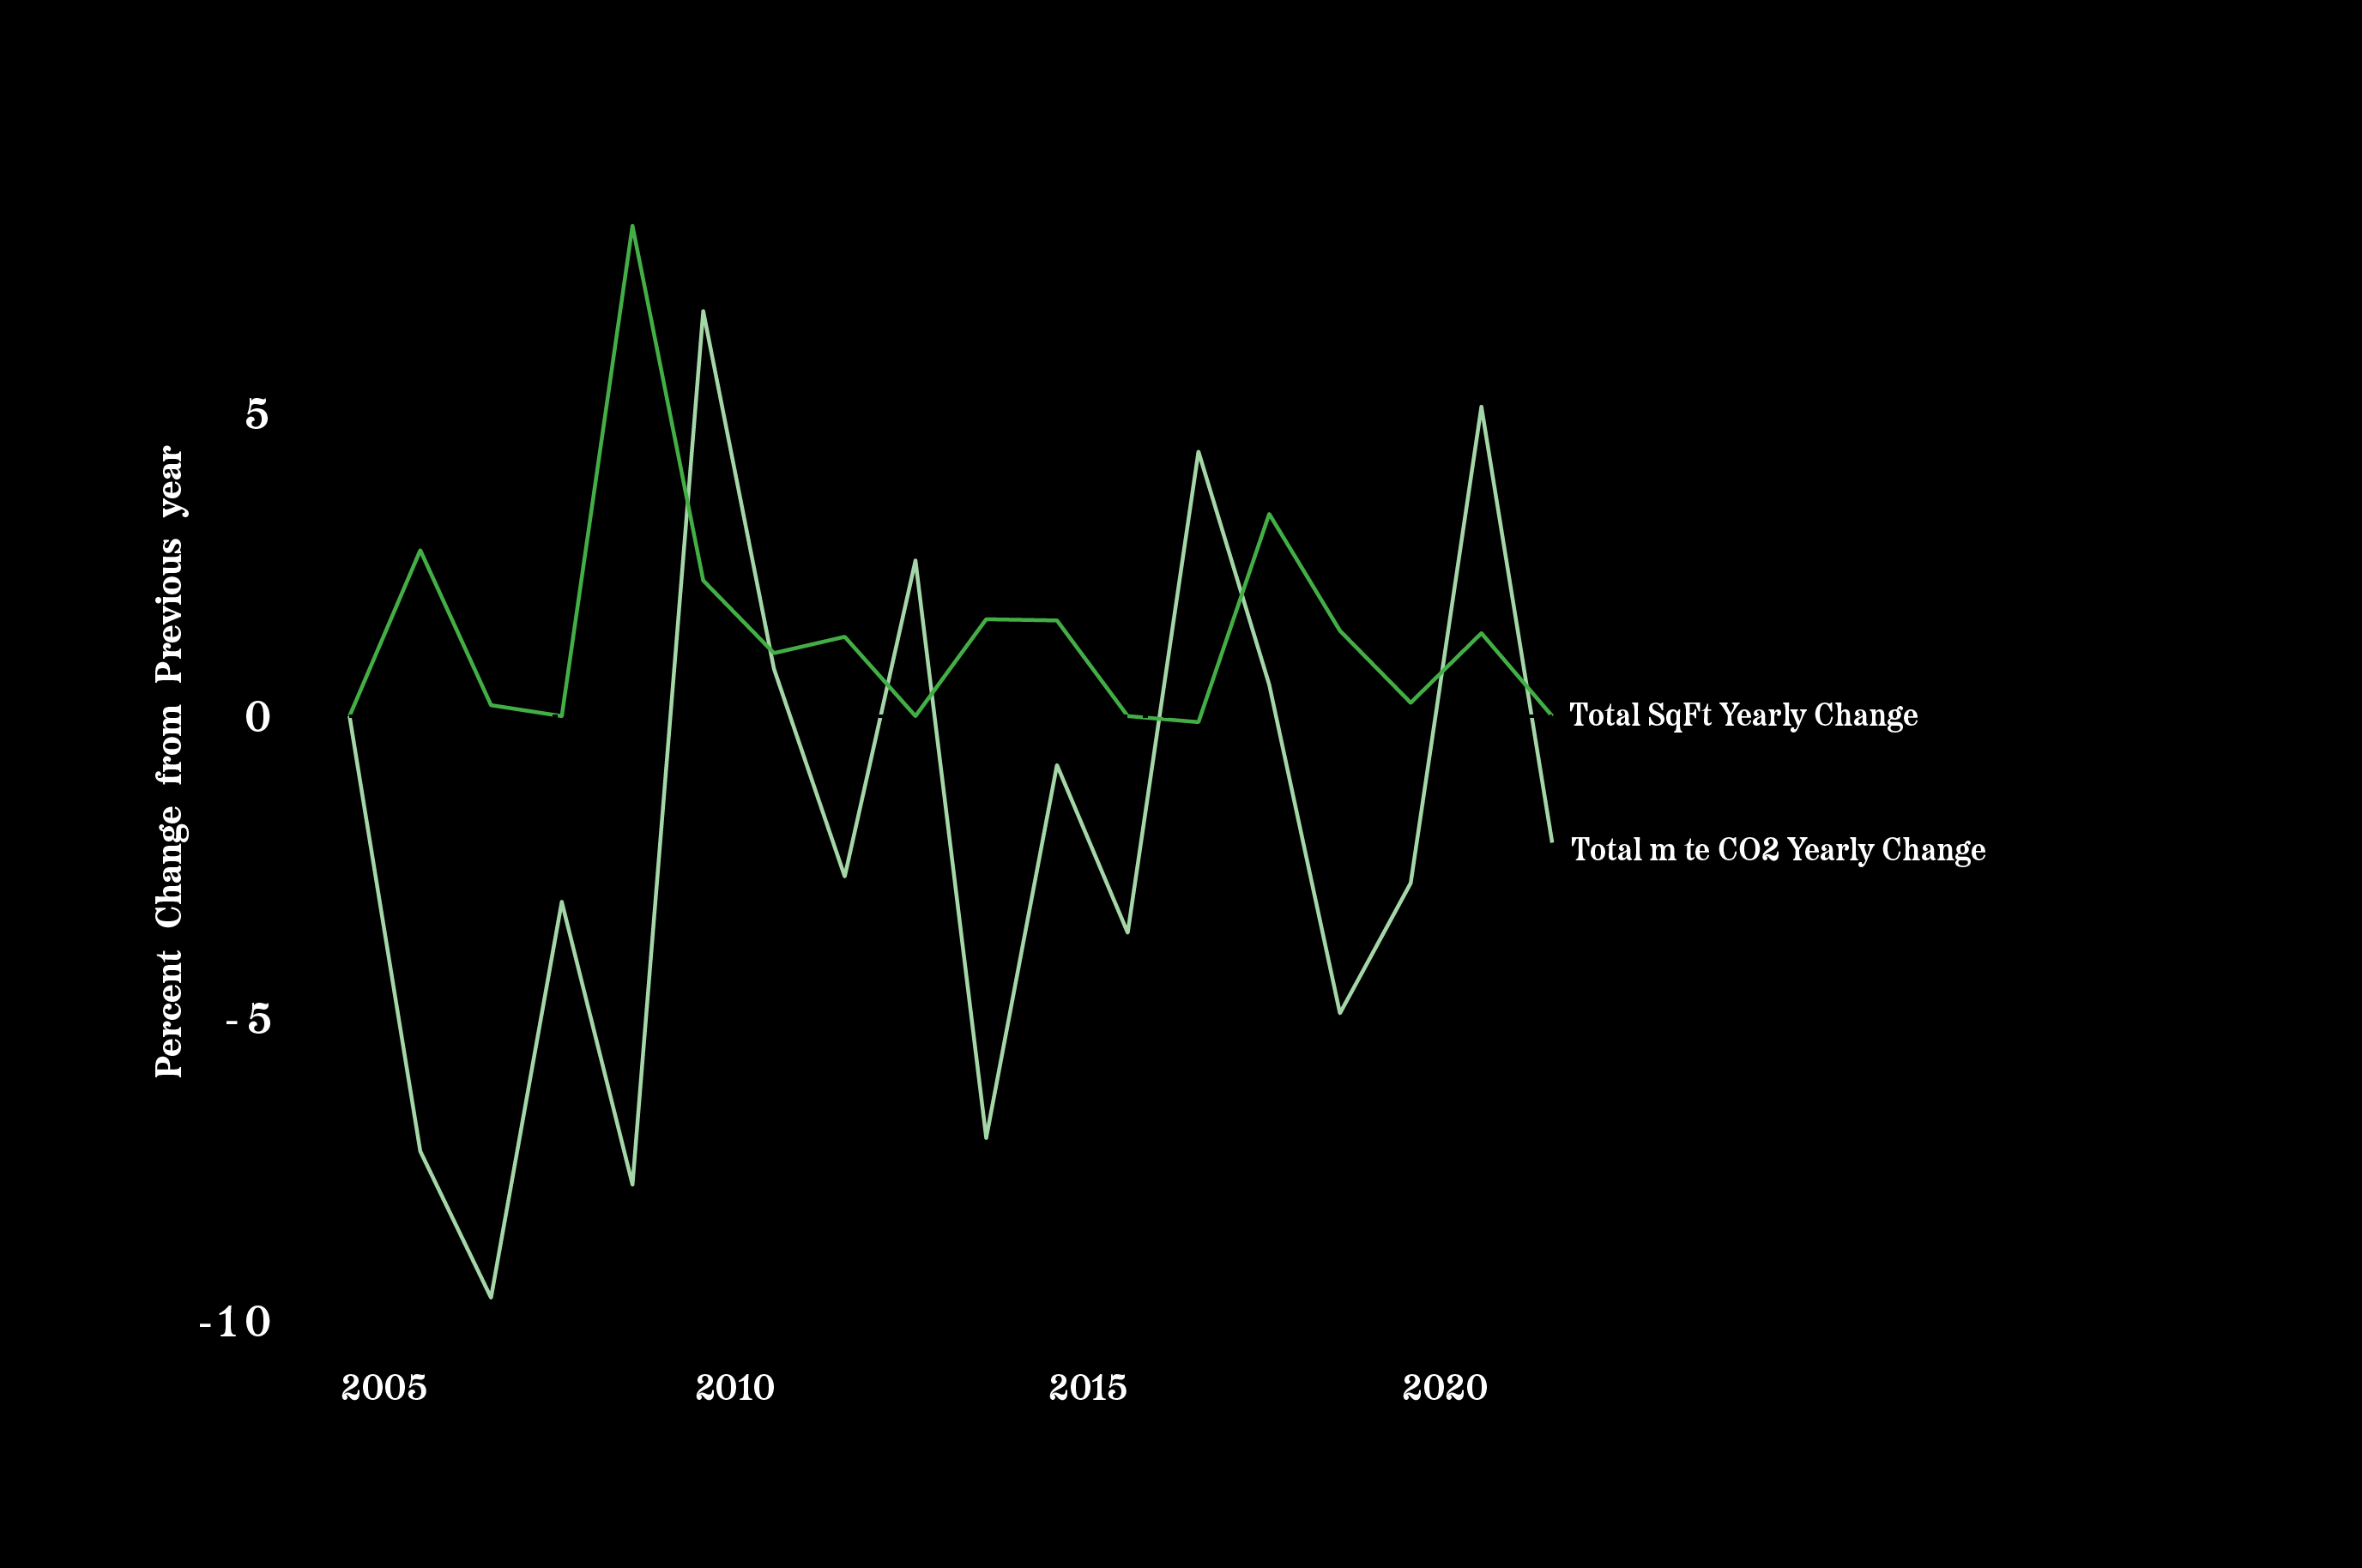 5
0
-5
-10
Percent Change from Previous year
Total SqFt Yearly Change
Total m te CO2 Yearly Change
2005 2010 2015 2020